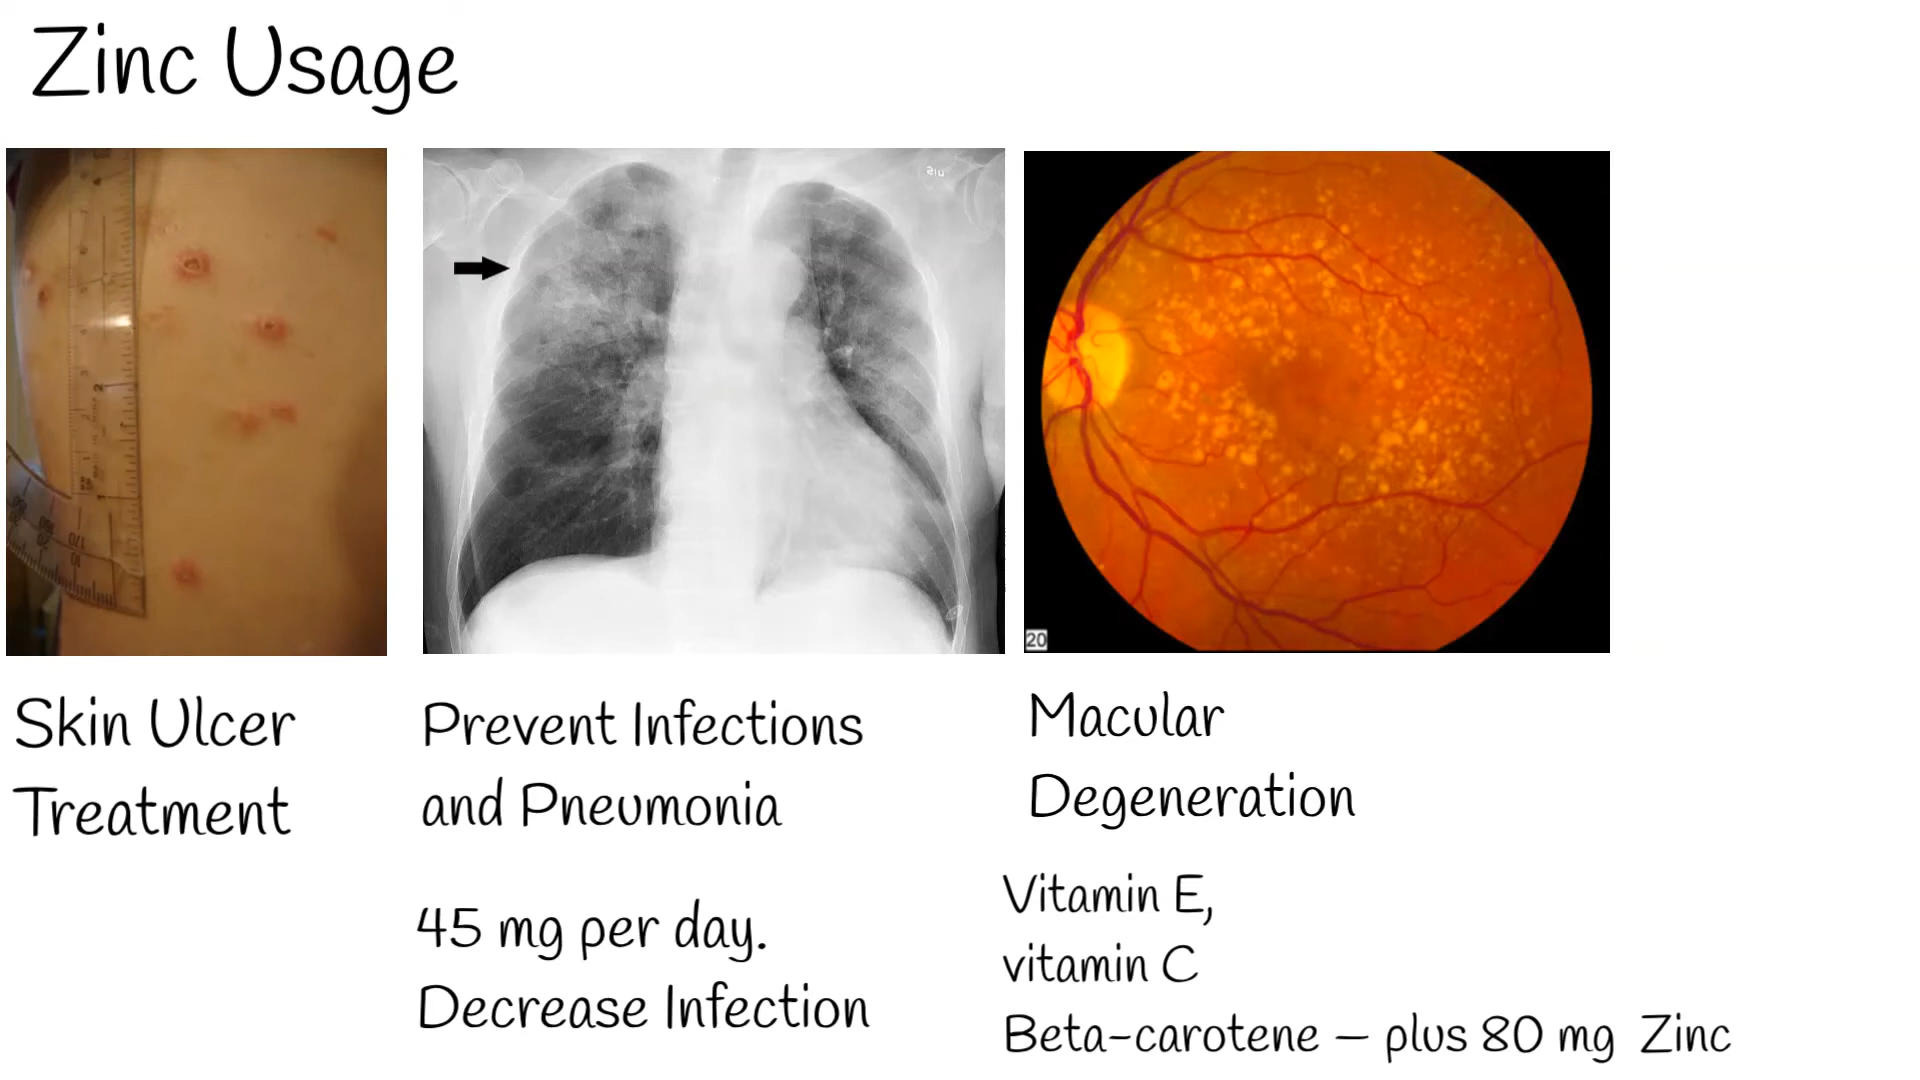 Zinc Usage
20
Skin Ulcer
Treatment
Prevent Infections
and Pneumonia
45 mg per day.
Decrease Infection
Macular
Degeneration
Vitamin E,
vitamin C
Beta-carotene – plus 80 mg Zinc